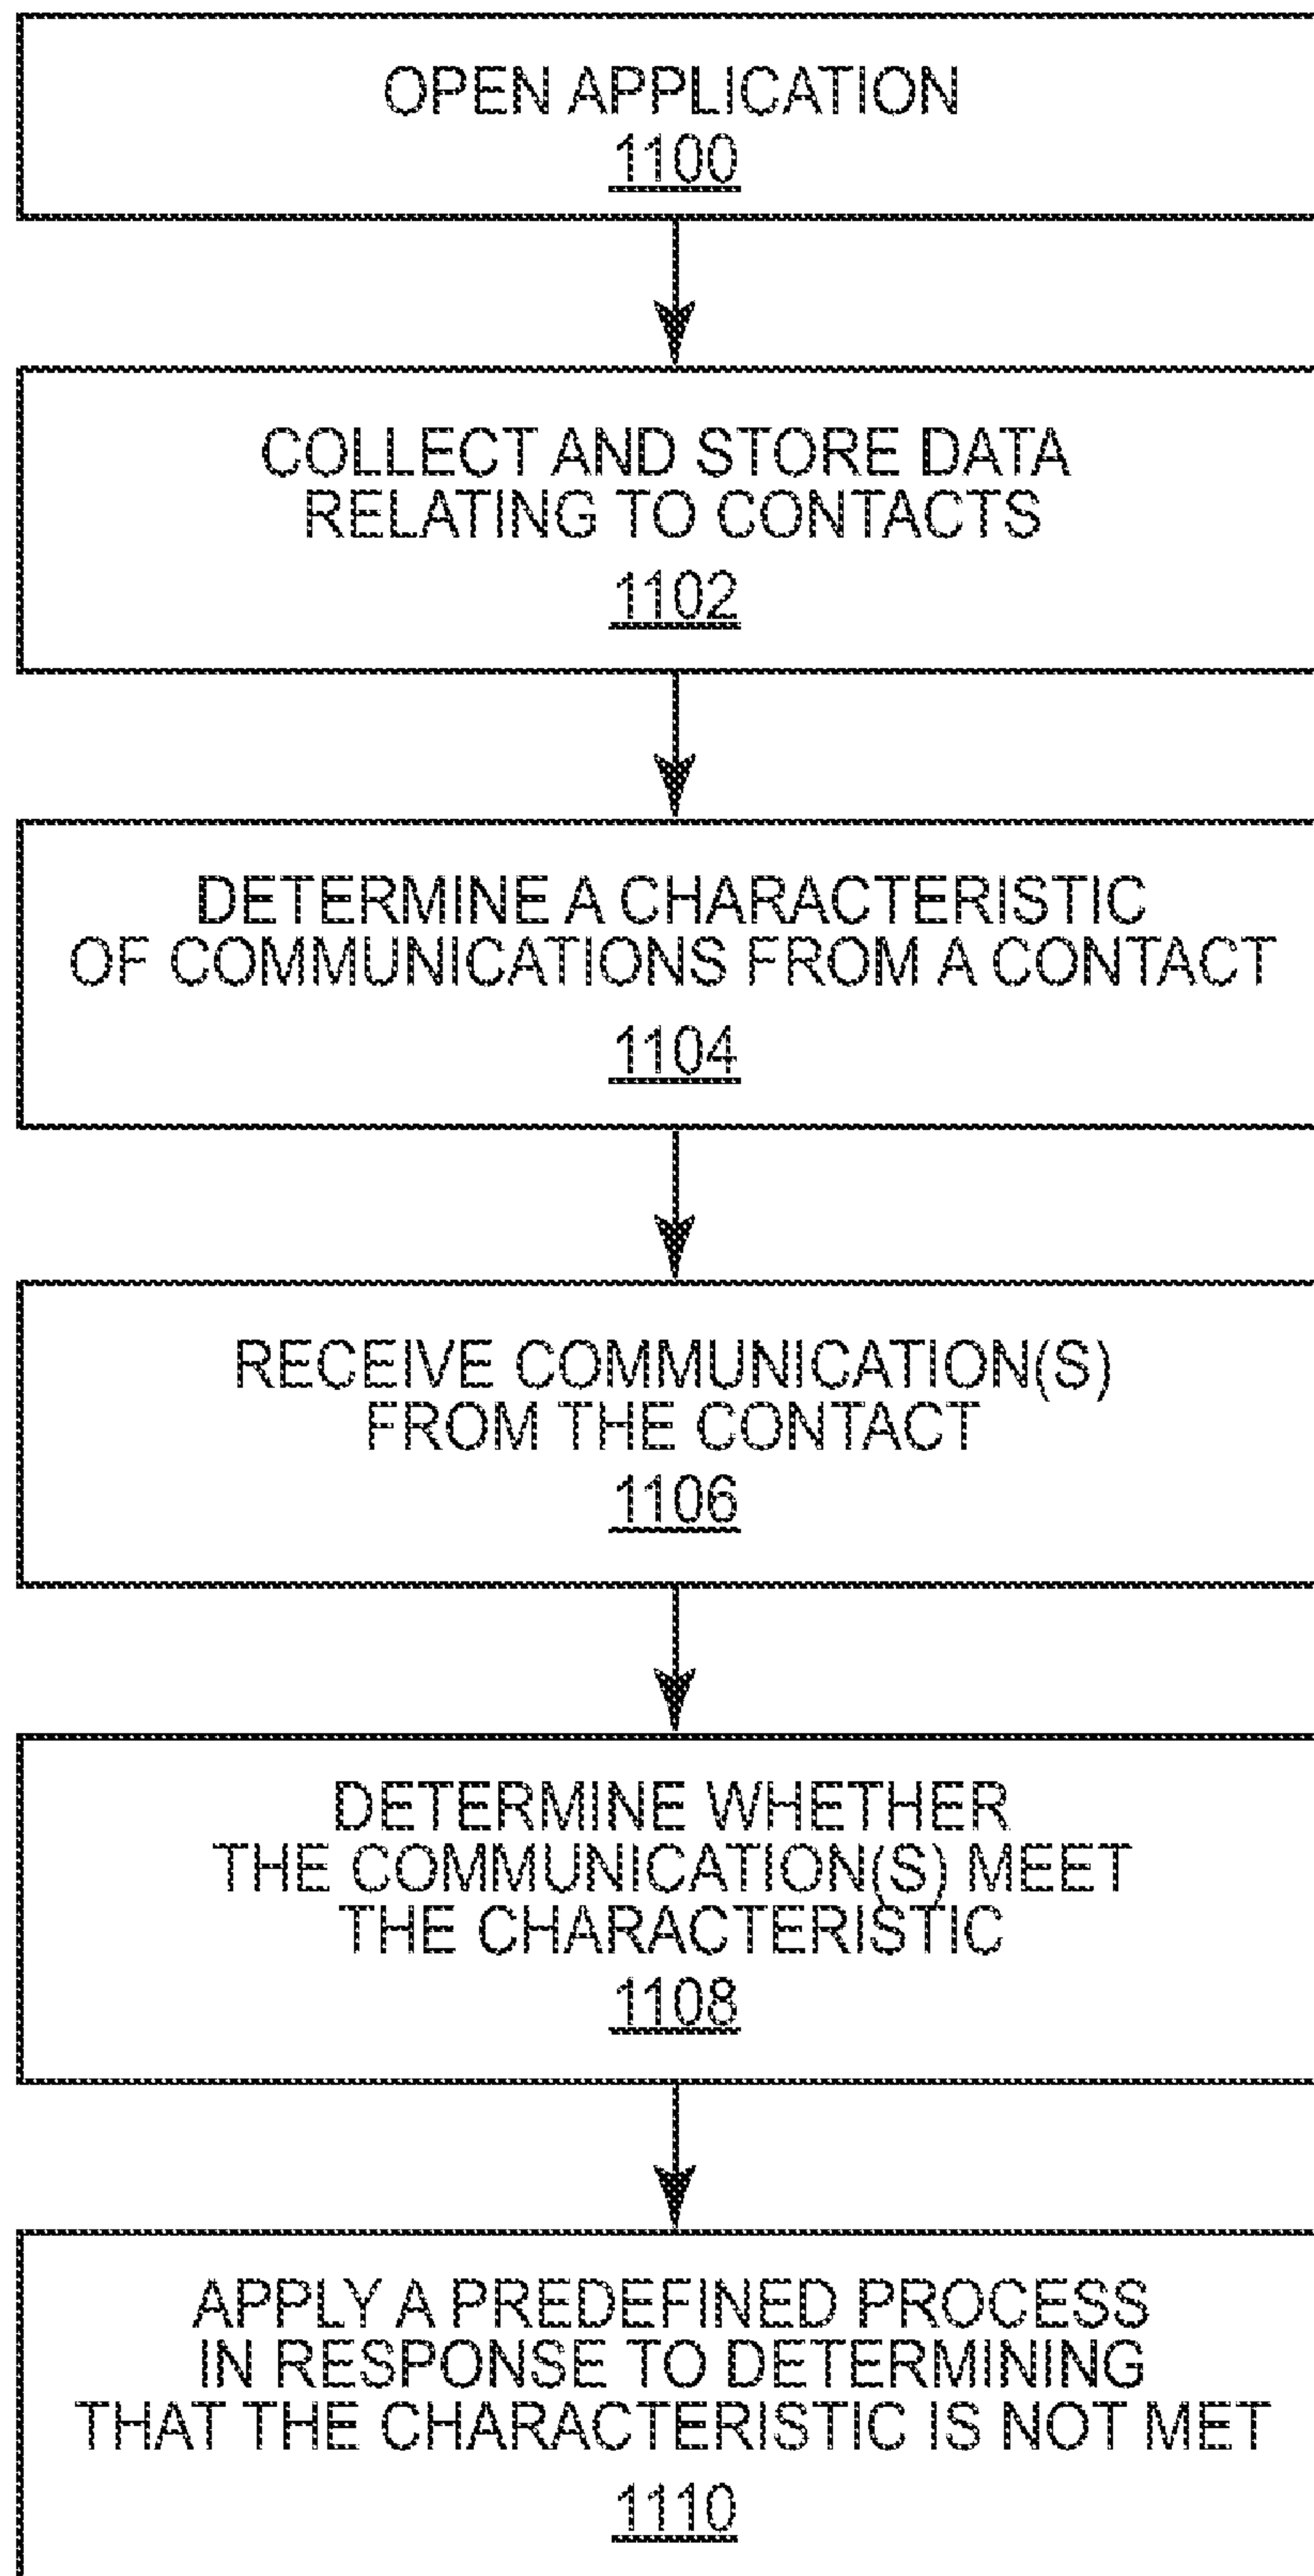 OPEN APPLICATION
1100
COLLECT AND STORE DATA
RELATING TO CONTACTS
1102
DETERMINE A CHARACTERISTIC
OF COMMUNICATIONS FROM A CONTACT
1104
RECEIVE COMMUNICATION(S)
FROM THE CONTACT
1106
DETERMINE WHETHER
THE COMMUNICATION(S) MEET
THE CHARACTERISTIC
1108
APPLY A PREDEFINED PROCESS
IN RESPONSE TO DETERMINING
THAT THE CHARACTERISTIC IS NOT MET
1110